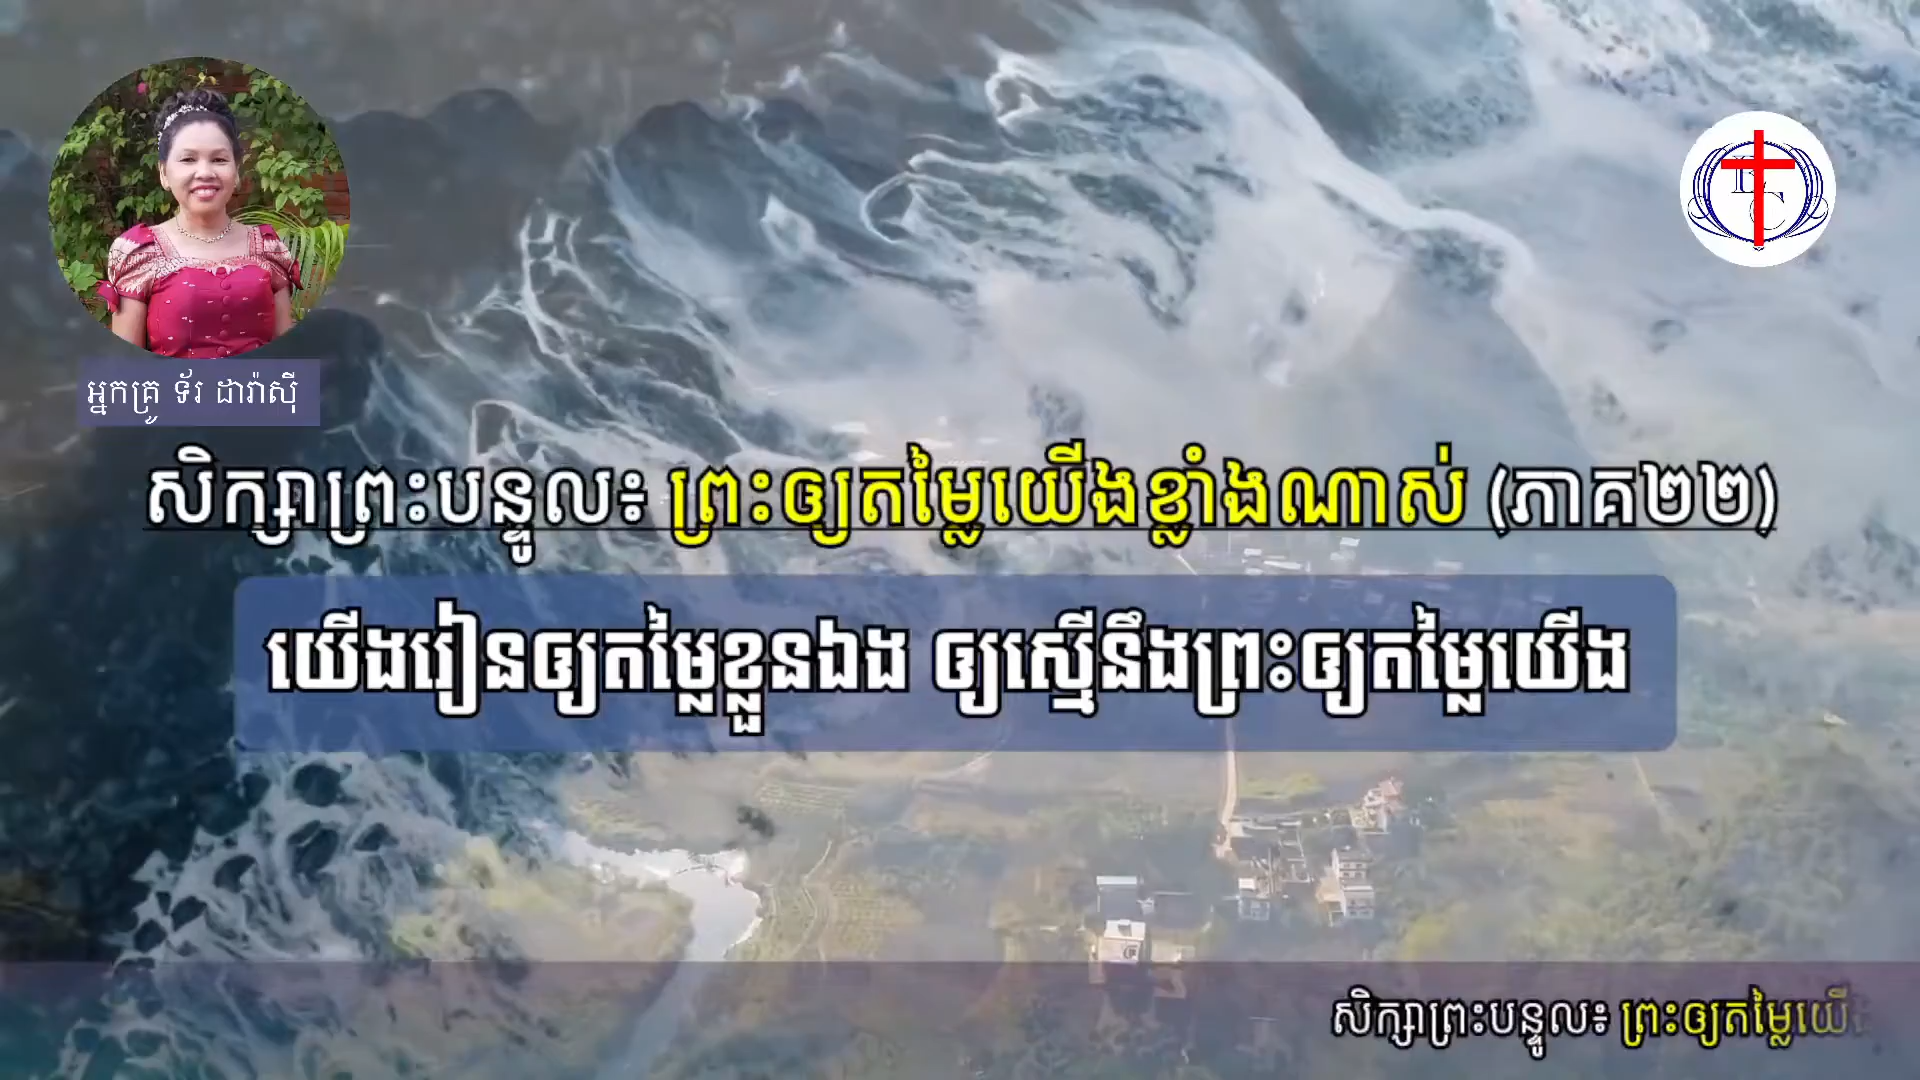 អ្នកគ្រូ ទ័រ ដារ៉ាស៊ី
សិក្សាព្រះបន្ទូល៖ ព្រះឲ្យតម្លៃយើងខ្លាំងណាស់ (ភាគ២២)
យើងរៀនឲ្យតម្លៃខ្លួនឯង ឲ្យស្មើនឹងព្រះឲ្យតម្លៃយើង
សិក្សាព្រះបន្ទូល៖ ព្រះឲ្យតម្លៃយើ